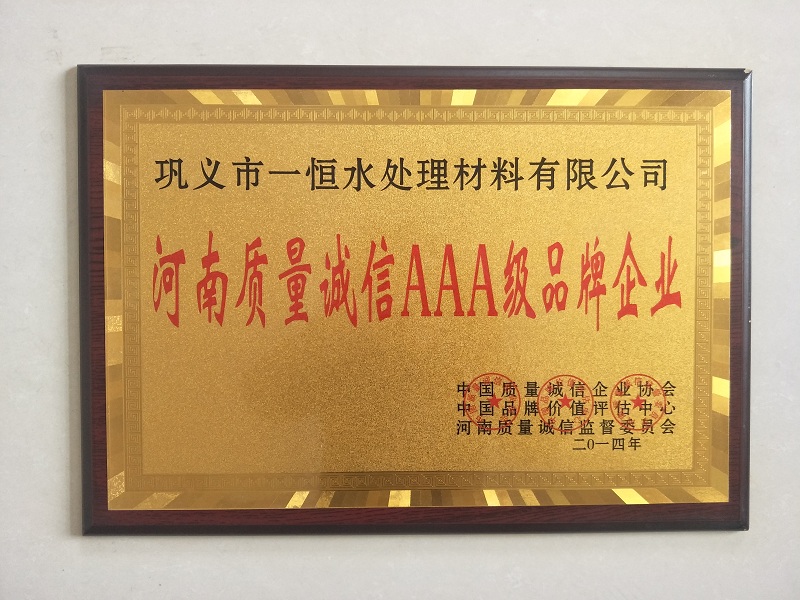 巩义市一恒水处理材料有限公司
河南质量诚信AAA级品牌企业
中国质量诚信企业协会
中国品牌价值评估中心
河南质量诚信监督委员会
二0一四年